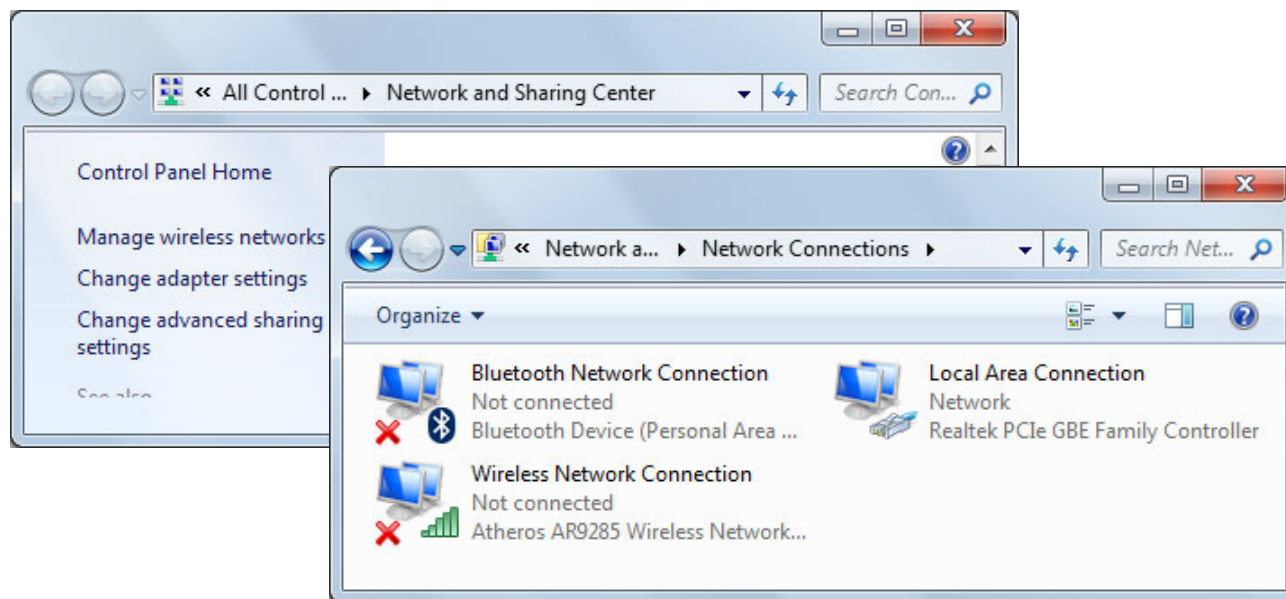 « All Control ... ▸ Network and Sharing Center
Search Con...
Control Panel Home
Manage wireless networks
Change adapter settings
Change advanced sharing
settings
See also
« Network a... ▸ Network Connections ▸
Search Net...
Organize
Bluetooth Network Connection
Not connected
Bluetooth Device (Personal Area ...
Local Area Connection
Network
Realtek PCIe GBE Family Controller
Wireless Network Connection
Not connected
Atheros AR9285 Wireless Network...